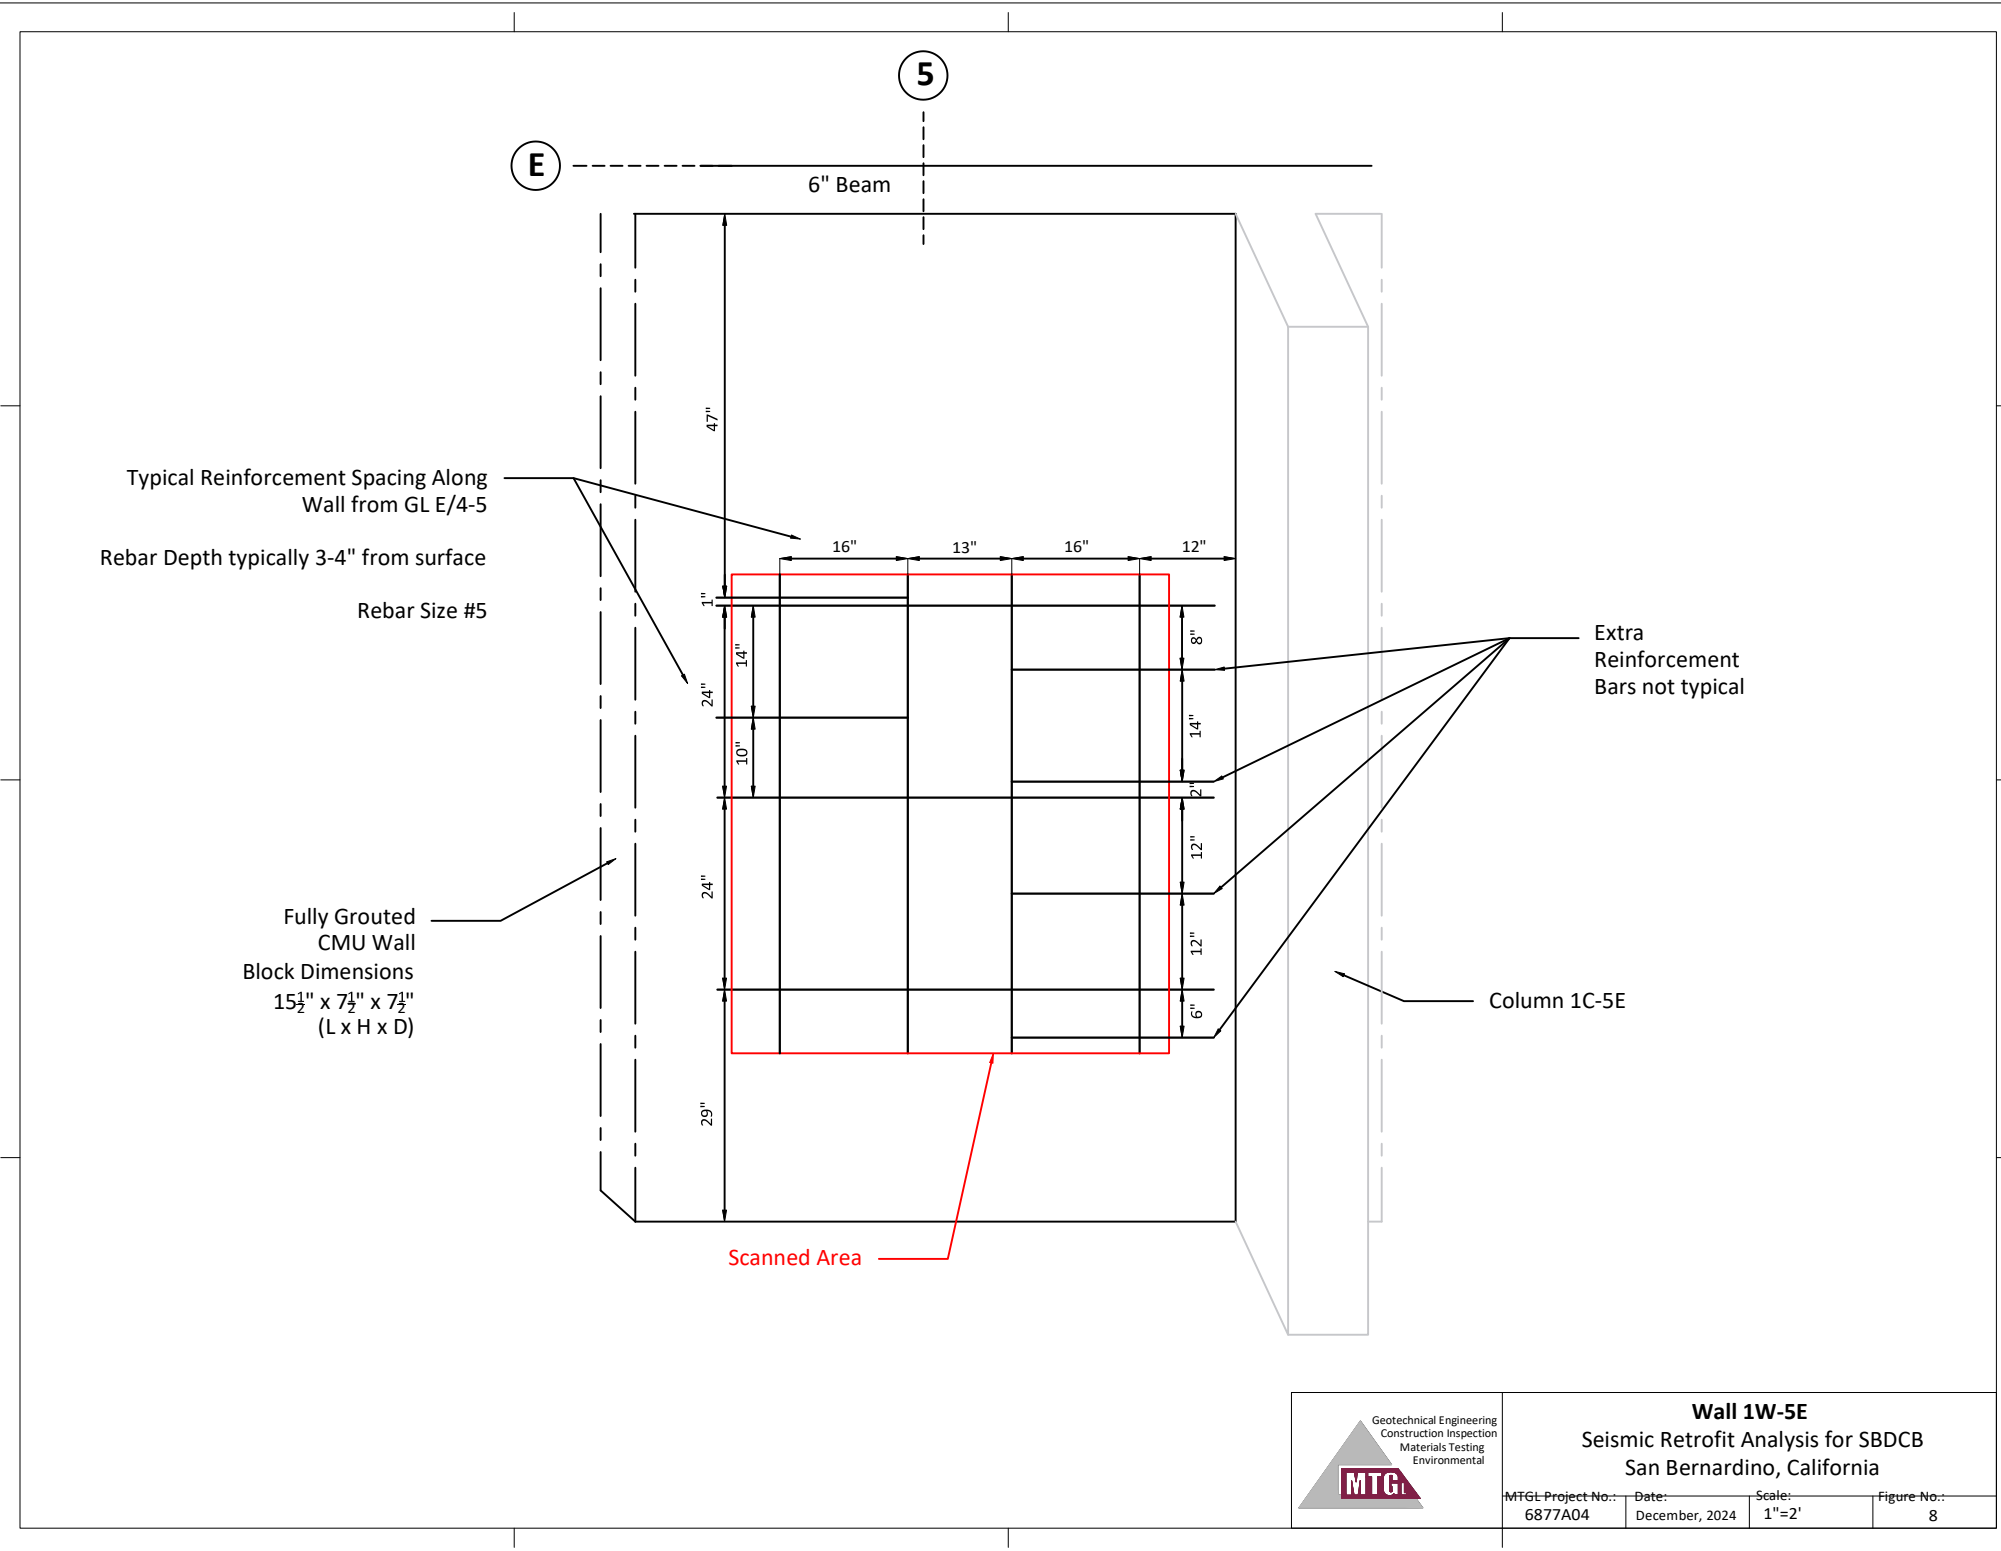 5
E
6" Beam
47"
Typical Reinforcement Spacing Along
Wall from GL E/4-5
Rebar Depth typically 3-4" from surface
Rebar Size #5
16"
13"
16"
12"
1"
14"
24"
10"
24"
29"
8"
14"
2"
12"
12"
6"
Extra
Reinforcement
Bars not typical
Fully Grouted
CMU Wall
Block Dimensions
15½" x 7½" x 7½"
(L x H x D)
Column 1C-5E
Scanned Area
Geotechnical Engineering
Construction Inspection
Materials Testing
Environmental
MTGL
Wall 1W-5E
Seismic Retrofit Analysis for SBDCB
San Bernardino, California
MTGL Project No.:
6877A04
Date:
December, 2024
Scale:
1"=2'
Figure No.:
8